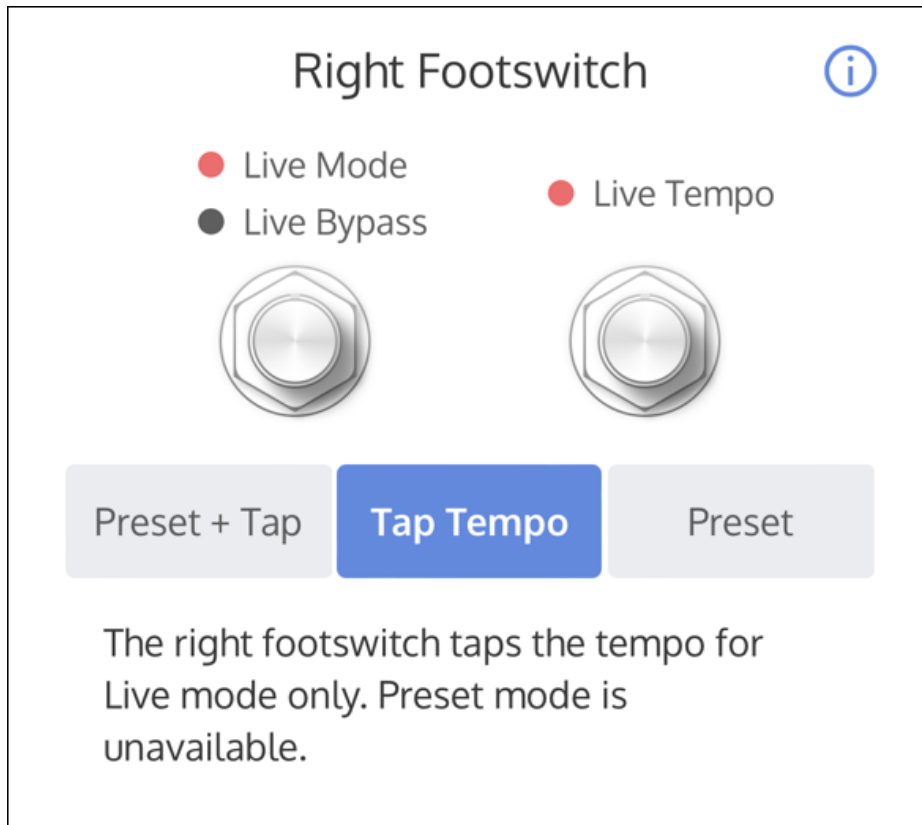 Right Footswitch
i
Live Mode
Live Bypass
Live Tempo
Preset + Tap
Tap Tempo
Preset
The right footswitch taps the tempo for
Live mode only. Preset mode is
unavailable.